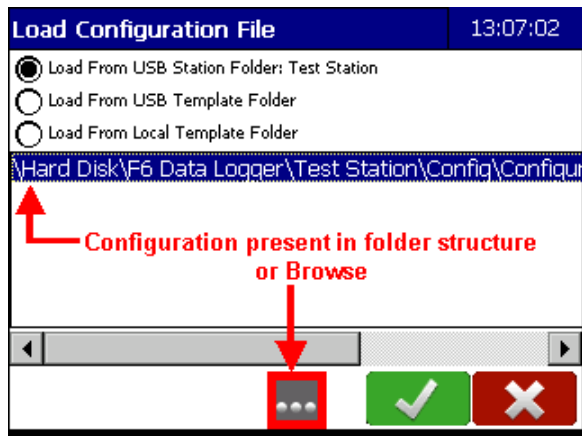 Load Configuration File 13:07:02
Load From USB Station Folder: Test Station
Load From USB Template Folder
Load From Local Template Folder
\Hard Disk\F6 Data Logger\Test Station\Config\Configur
Configuration present in folder structure
or Browse
...